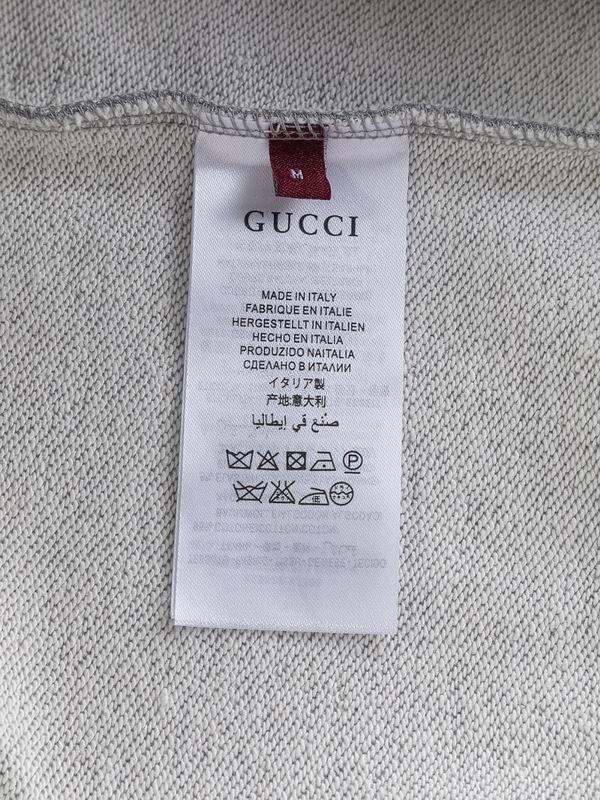 M
GUCCI
MADE IN ITALY
FABRIQUE EN ITALIE
HERGESTELLT IN ITALIEN
HECHO EN ITALIA
PRODUZIDO NAITALIA
СДЕЛАНО В ИТАЛИИ
イタリア製
产地:意大利
صنع في إيطاليا
P
低